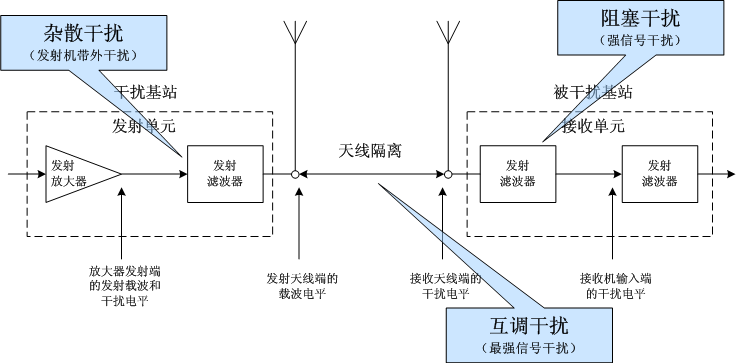 杂散干扰
（发射机带外干扰）
阻塞干扰
（强信号干扰）
干扰基站
被干扰基站
发射单元
接收单元
发射
放大器
发射
滤波器
天线隔离
发射
滤波器
发射
滤波器
放大器发射端
的发射载波和
干扰电平
发射天线端的
载波电平
接收天线端的
干扰电平
接收机输入端
的干扰电平
互调干扰
（最强信号干扰）